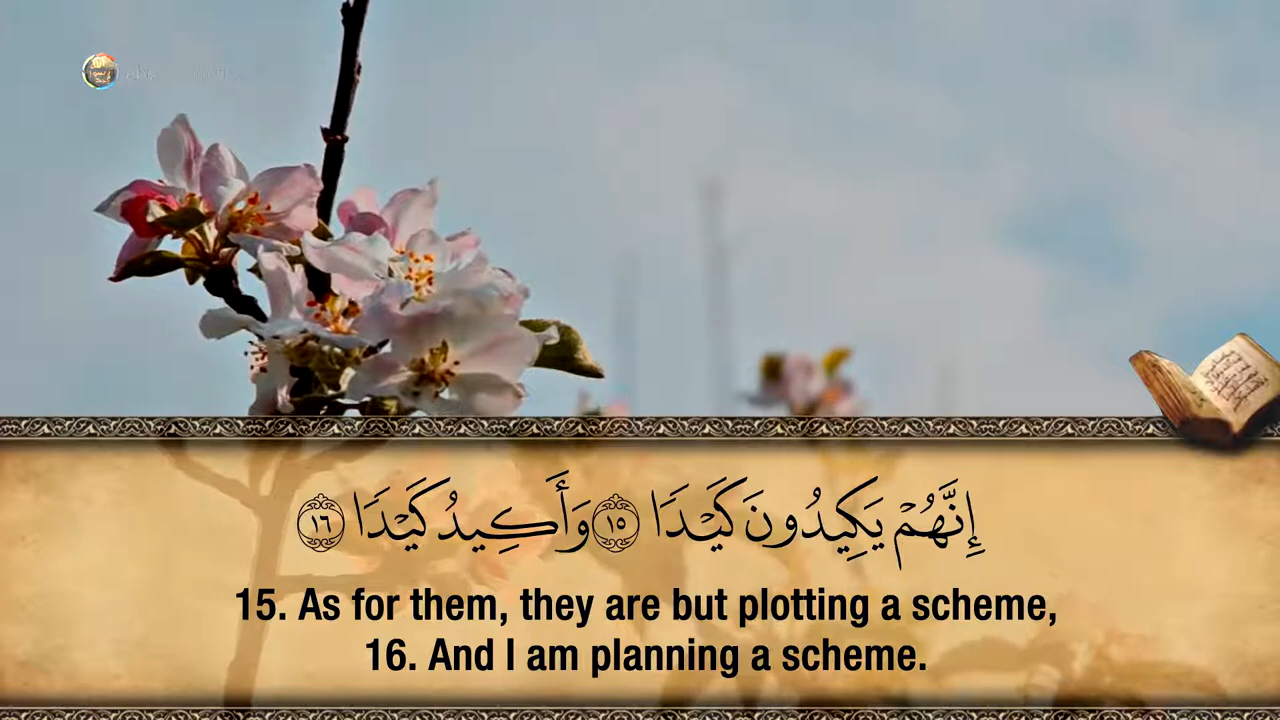 إِنَّهُمْ يَكِيدُونَ كَيْدًا ۝١٥ وَأَكِيدُ كَيْدًا ۝١٦
15. As for them, they are but plotting a scheme,
16. And I am planning a scheme.